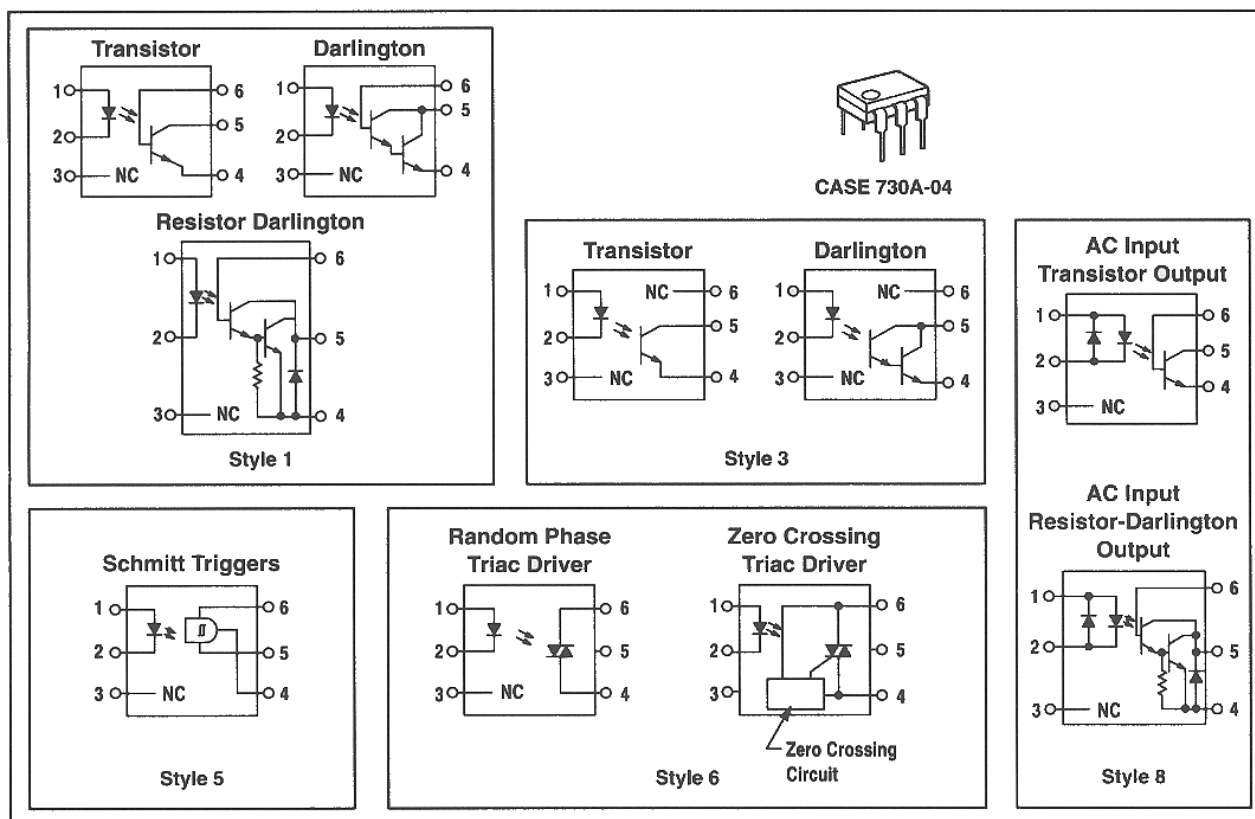 Transistor
Darlington
1
2
3
NC
6
5
4
1
2
3
NC
6
5
4
Resistor Darlington
1
2
3
NC
6
5
4
Style 1
CASE 730A-04
Transistor
Darlington
1
2
3
NC
NC
6
5
4
1
2
3
NC
NC
6
5
4
Style 3
AC Input
Transistor Output
1
2
3
NC
6
5
4
AC Input
Resistor-Darlington
Output
1
2
3
NC
6
5
4
Style 8
Schmitt Triggers
1
2
3
NC
6
5
4
Style 5
Random Phase
Triac Driver
1
2
3
NC
6
5
4
Zero Crossing
Triac Driver
1
2
3
6
5
4
Zero Crossing
Circuit
Style 6